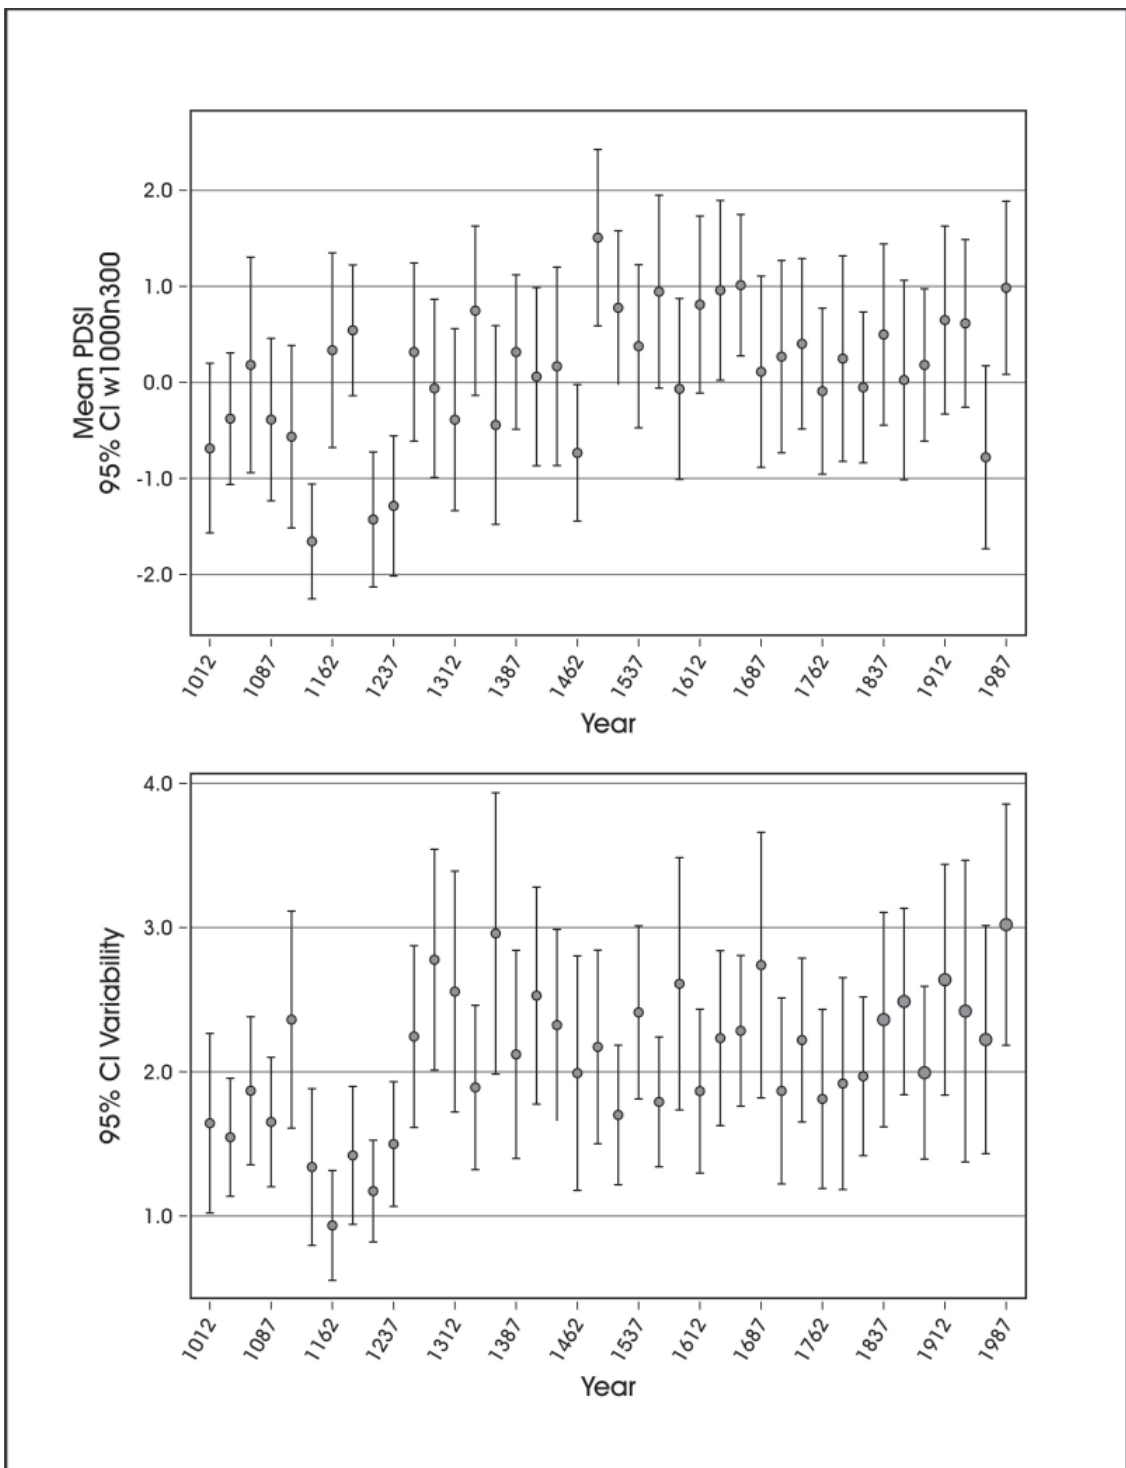 Mean PDSI
95% CI w1000n300
2.0
1.0
0.0
-1.0
-2.0
1012 1087 1162 1237 1312 1387 1462 1537 1612 1687 1762 1837 1912 1987
Year
95% CI Variability
4.0
3.0
2.0
1.0
1012 1087 1162 1237 1312 1387 1462 1537 1612 1687 1762 1837 1912 1987
Year